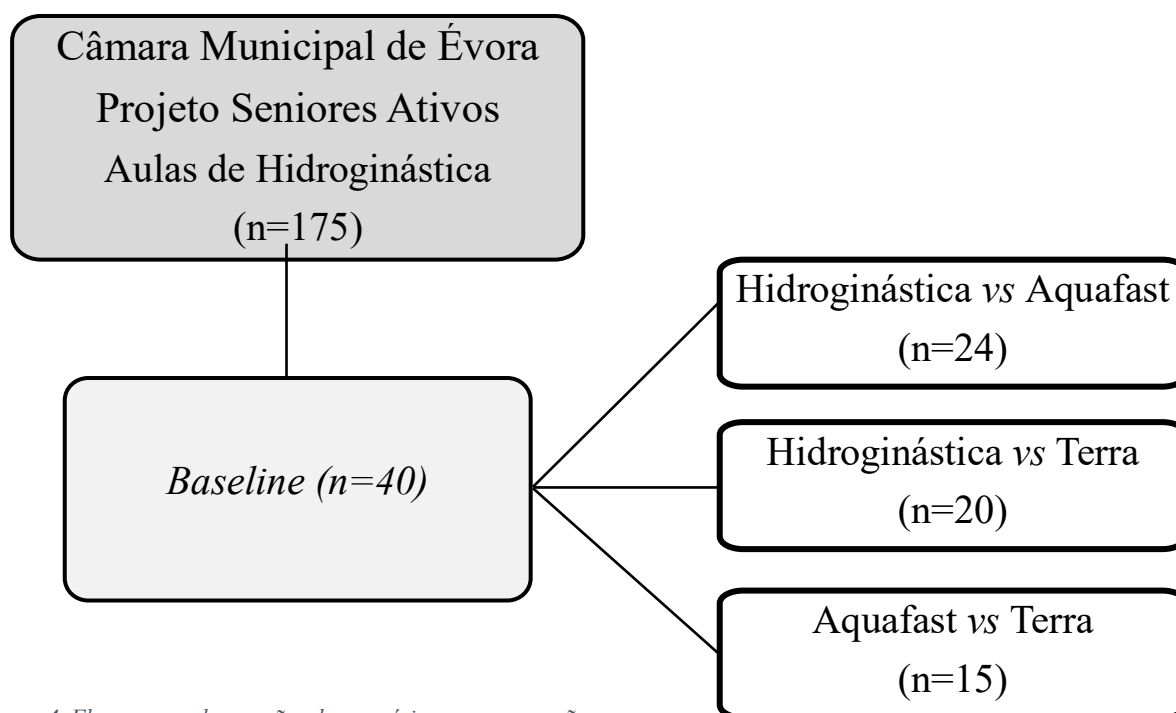 Câmara Municipal de Évora
Projeto Seniores Ativos
Aulas de Hidroginástica
(n=175)
Baseline (n=40)
Hidroginástica vs Aquafast
(n=24)
Hidroginástica vs Terra
(n=20)
Aquafast vs Terra
(n=15)